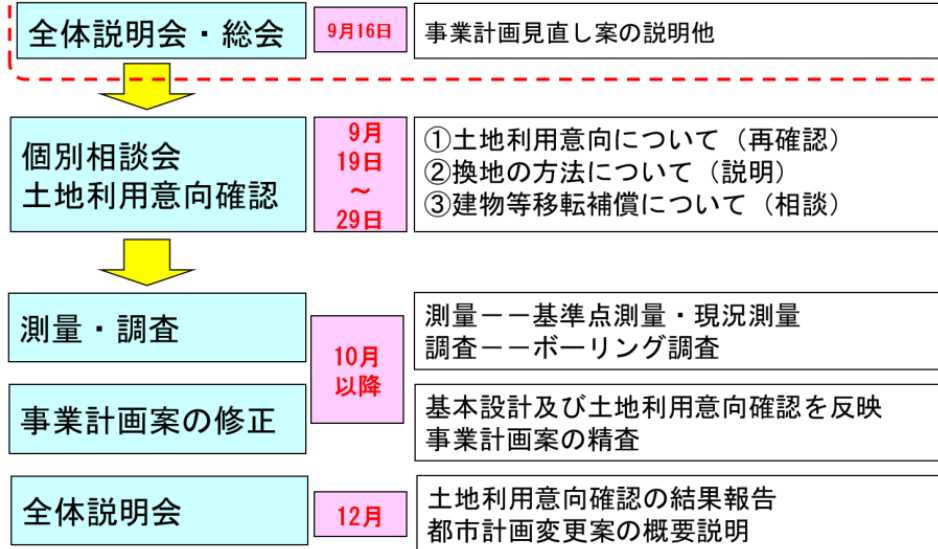 全体説明会・総会
9月16日
事業計画見直し案の説明他
個別相談会
土地利用意向確認
9月
19日
～
29日
①土地利用意向について（再確認）
②換地の方法について（説明）
③建物等移転補償について（相談）
測量・調査
10月
以降
測量－－基準点測量・現況測量
調査－－ボーリング調査
事業計画案の修正
基本設計及び土地利用意向確認を反映
事業計画案の精査
全体説明会
12月
土地利用意向確認の結果報告
都市計画変更案の概要説明